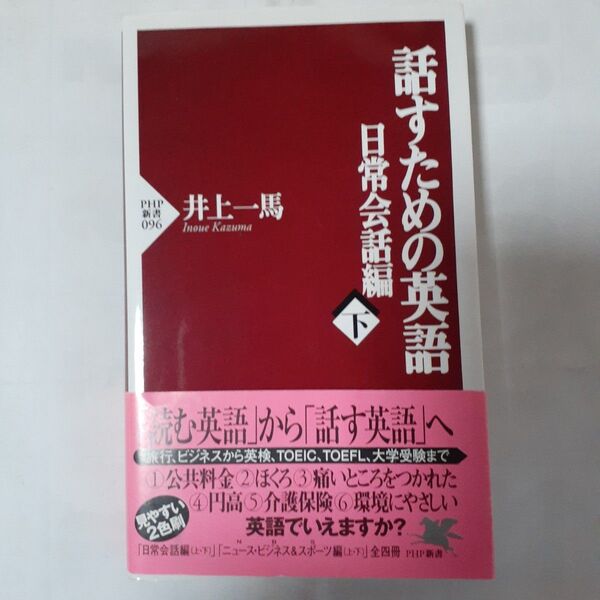 話すための英語
日常会話編
下
井上一馬
Inoue Kazuma
PHP
新書
096
読む英語」から「話す英語」へ
旅行、ビジネスから英検、TOEIC、TOEFL、大学受験まで
①公共料金②ほくろ③痛いところをつかれた
④円高⑤介護保険⑥環境にやさしい
英語でいえますか?
見やすい
2色刷
「日常会話編(上・下)」「ニュース・ビジネス&スポーツ編(上・下)」全四冊
PHP新書